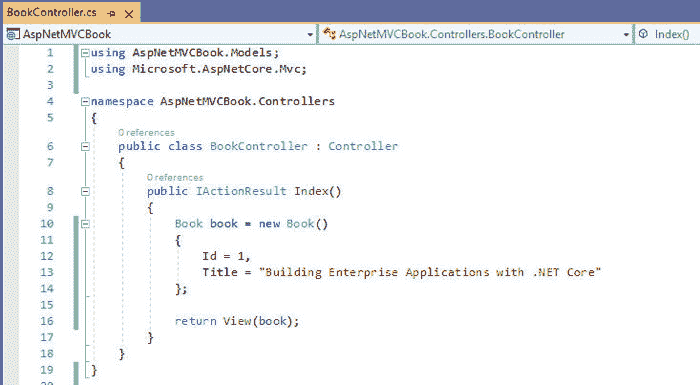 BookController.cs
AspNetMVCBook AspNetMVCBook.Controllers.BookController Index()
1 using AspNetMVCBook.Models;
2 using Microsoft.AspNetCore.Mvc;
3
4 namespace AspNetMVCBook.Controllers
5 {
0 references
6 public class BookController : Controller
7 {
0 references
8 public IActionResult Index()
9 {
10 Book book = new Book()
11 {
12 Id = 1,
13 Title = "Building Enterprise Applications with .NET Core"
14 };
15
16 return View(book);
17 }
18 }
19 }
20